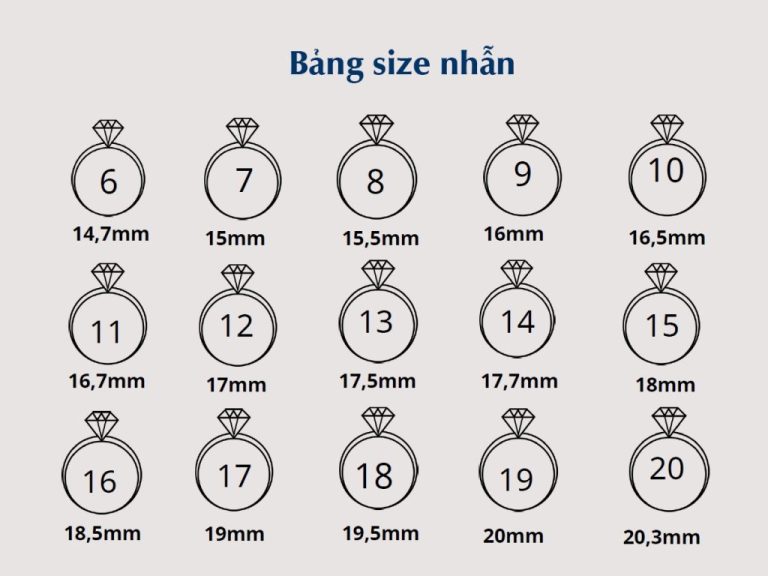 Bảng size nhẫn
6 7 8 9 10
14,7mm 15mm 15,5mm 16mm 16,5mm
11 12 13 14 15
16,7mm 17mm 17,5mm 17,7mm 18mm
16 17 18 19 20
18,5mm 19mm 19,5mm 20mm 20,3mm